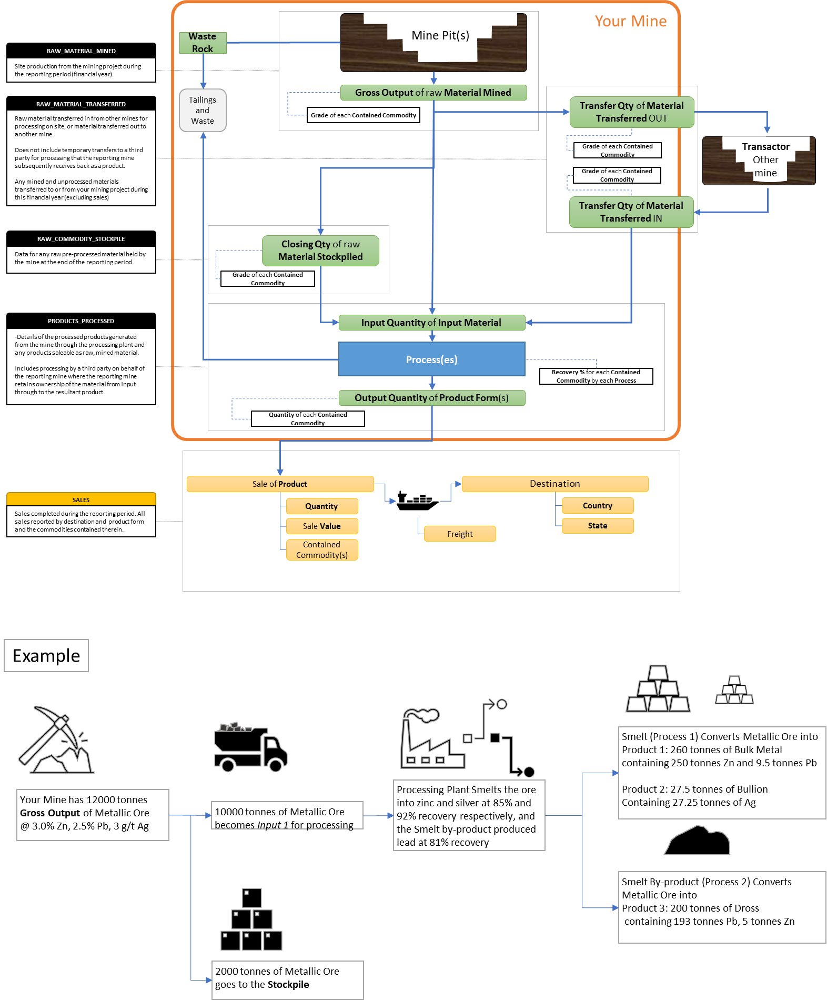 Your Mine
Waste
Rock
Mine Pit(s)
RAW_MATERIAL_MINED
Site production from the mining project during
the reporting period (financial year).
Tailings
and
Waste
Gross Output of raw Material Mined
Grade of each Contained Commodity
RAW_MATERIAL_TRANSFERRED
Raw material transferred in from other mines for
processing on site, or material transferred out to
another mine.
Does not include temporary transfers to a third
party for processing that the reporting mine
subsequently receives back as a product.
Any mined and unprocessed materials
transferred to or from your mining project during
this financial year (excluding sales)
Transfer Qty of Material
Transferred OUT
Grade of each Contained
Commodity
Transactor
Other
mine
Grade of each Contained
Commodity
Transfer Qty of Material
Transferred IN
RAW_COMMODITY_STOCKPILE
Data for any raw pre-processed material held by
the mine at the end of the reporting period.
Closing Qty of raw
Material Stockpiled
Grade of each Contained
Commodity
PRODUCTS_PROCESSED
-Details of the processed products generated
from the mine through the processing plant and
any products saleable as raw, mined material.
Includes processing by a third party on behalf of
the reporting mine where the reporting mine
retains ownership of the material from input
through to the resultant product.
Input Quantity of Input Material
Process(es)
Recovery % for each Contained
Commodity by each Process
Output Quantity of Product Form(s)
Quantity of each Contained
Commodity
SALES
Sales completed during the reporting period. All
sales reported by destination and product form
and the commodities contained therein.
Sale of Product
Quantity
Sale Value
Contained
Commodity(s)
Freight
Destination
Country
State
Example
Your Mine has 12000 tonnes
Gross Output of Metallic Ore
@ 3.0% Zn, 2.5% Pb, 3 g/t Ag
10000 tonnes of Metallic Ore
becomes Input 1 for processing
2000 tonnes of Metallic Ore
goes to the Stockpile
Processing Plant Smelts the ore
into zinc and silver at 85% and
92% recovery respectively, and
the Smelt by-product produced
lead at 81% recovery
Smelt (Process 1) Converts Metallic Ore into
Product 1: 260 tonnes of Bulk Metal
containing 250 tonnes Zn and 9.5 tonnes Pb
Product 2: 27.5 tonnes of Bullion
Containing 27.25 tonnes of Ag
Smelt By-product (Process 2) Converts
Metallic Ore into
Product 3: 200 tonnes of Dross
containing 193 tonnes Pb, 5 tonnes Zn